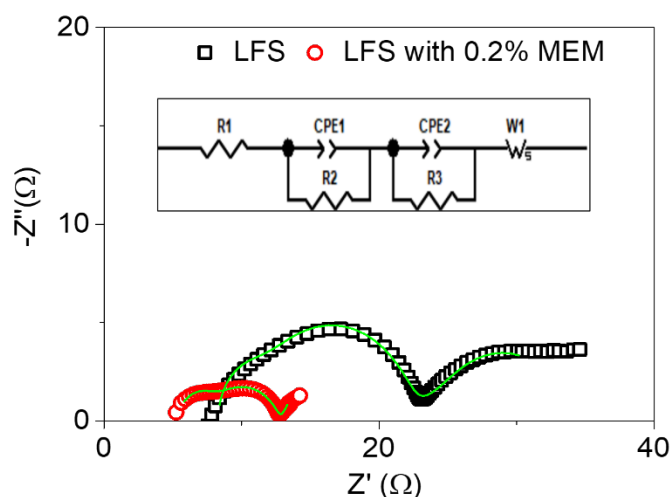 20
LFS LFS with 0.2% MEM
R1 CPE1 CPE2 W1
R2 R3 s
10
-Z"(Ω)
0
0 20 40
Z' (Ω)